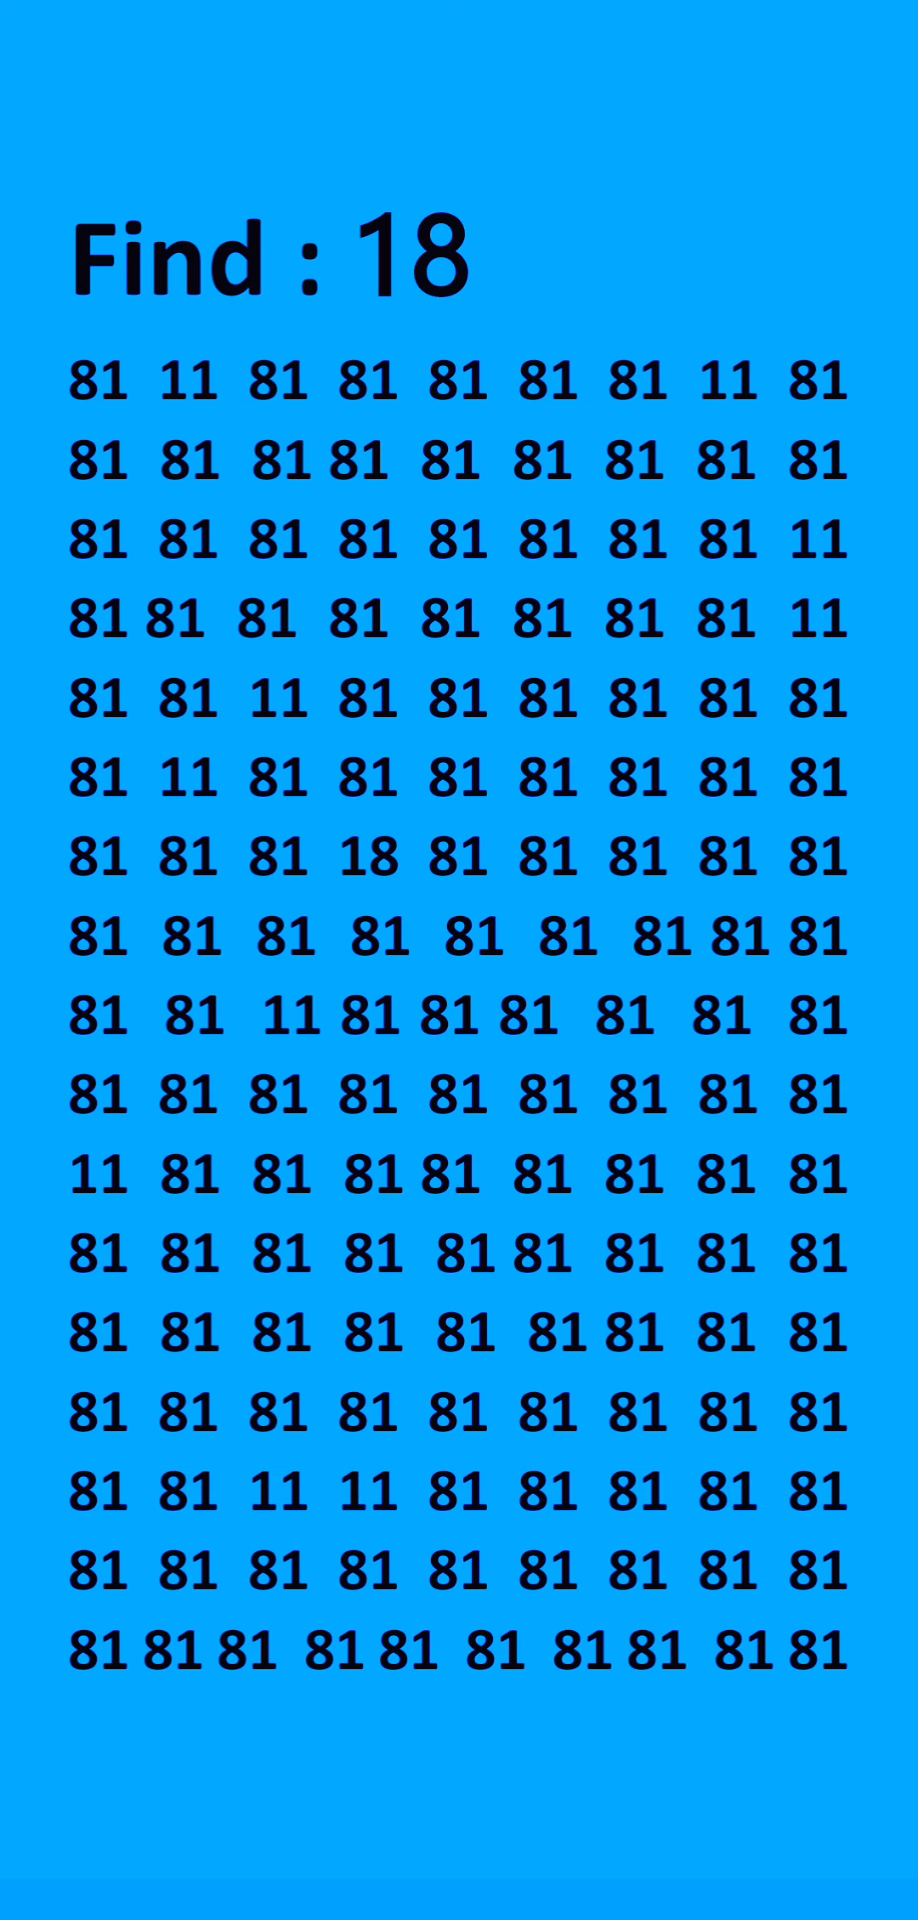 Find : 18
81 11 81 81 81 81 81 11 81
81 81 81 81 81 81 81 81 81
81 81 81 81 81 81 81 81 11
81 81 81 81 81 81 81 81 11
81 81 11 81 81 81 81 81 81
81 11 81 81 81 81 81 81 81
81 81 81 18 81 81 81 81 81
81 81 81 81 81 81 81 81 81
81 81 11 81 81 81 81 81 81
81 81 81 81 81 81 81 81 81
11 81 81 81 81 81 81 81 81
81 81 81 81 81 81 81 81 81
81 81 81 81 81 81 81 81 81
81 81 81 81 81 81 81 81 81
81 81 11 11 81 81 81 81 81
81 81 81 81 81 81 81 81 81
81 81 81 81 81 81 81 81 81 81